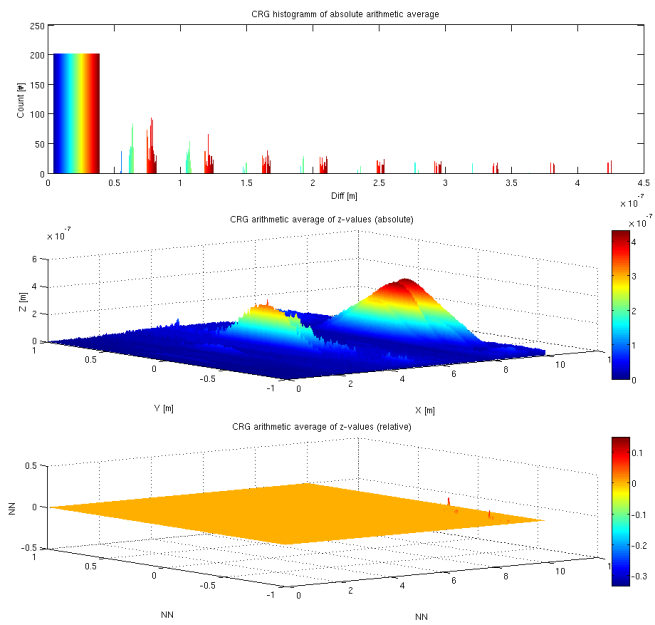 CRG histogramm of absolute arithmetic average
250
200
150
100
50
0
Count [#]
0 0.5 1 1.5 2 2.5 3 3.5 4 4.5
Diff [m]
x 10^-7
CRG arithmetic average of z-values (absolute)
x 10^-7
x 10^-7
6
4
2
0
Z [m]
1 0.5 0 -0.5 -1
Y [m]
0 2 4 6 8 10 1
X [m]
4
3
2
1
0
CRG arithmetic average of z-values (relative)
0.5
0
-0.5
NN
1 0.5 0 -0.5 -1
NN
0 2 4 6 8 10 1
NN
0.1
0
-0.1
-0.2
-0.3